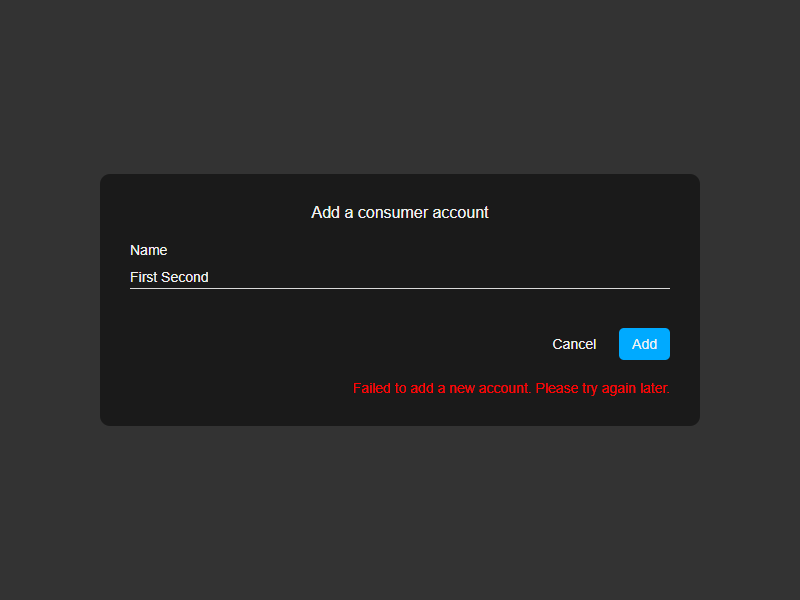 Add a consumer account
Name
First Second
Cancel Add
Failed to add a new account. Please try again later.